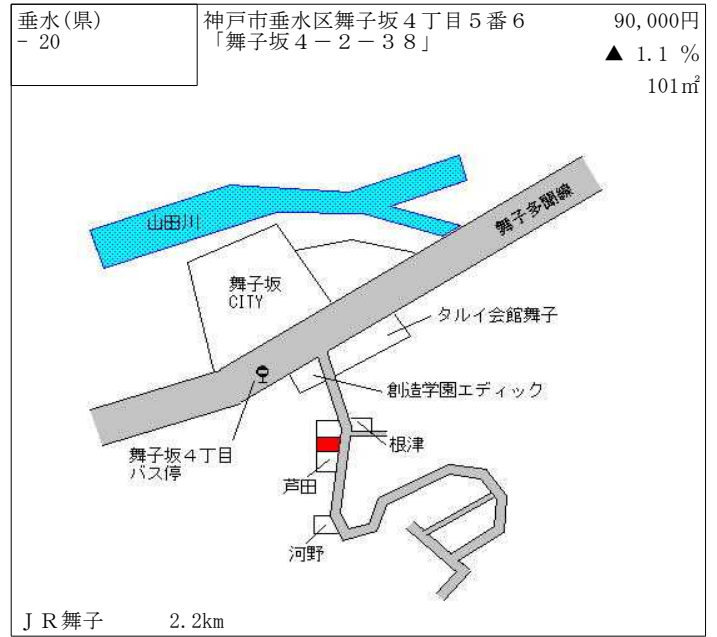 垂水(県)
- 20
神戸市垂水区舞子坂４丁目５番６
「舞子坂４－２－３８」
90,000円
▲ 1.1 %
101㎡
山田川
舞子多聞線
舞子坂
CITY
タルイ会館舞子
創造学園エディック
舞子坂４丁目
バス停
根津
芦田
河野
ＪＲ舞子 2.2km